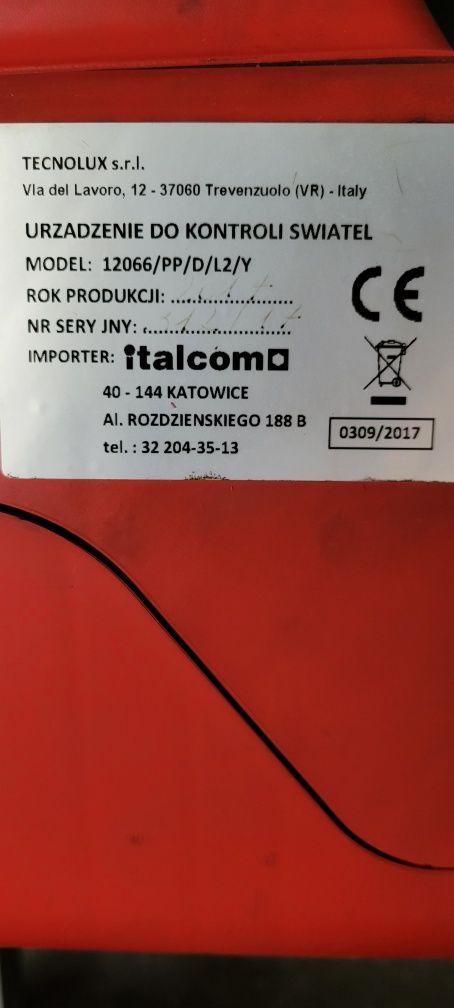 TECNOLUX s.r.l.
VIa del Lavoro, 12 - 37060 Trevenzuolo (VR) - Italy
URZADZENIE DO KONTROLI SWIATEL
MODEL: 12066/PP/D/L2/Y
ROK PRODUKCJI:
CE
NR SERY JNY:
IMPORTER: italcom
40 - 144 KATOWICE
Al. ROZDZIENSKIEGO 188 B
0309/2017
tel. : 32 204-35-13